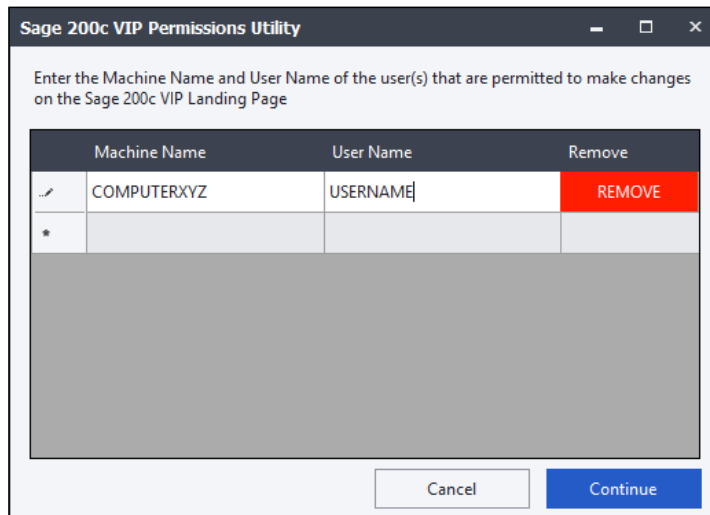 Sage 200c VIP Permissions Utility
Enter the Machine Name and User Name of the user(s) that are permitted to make changes
on the Sage 200c VIP Landing Page
Machine Name User Name Remove
COMPUTERXYZ USERNAME REMOVE
Cancel Continue